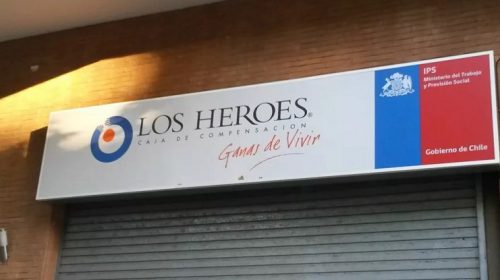 LOS HEROES®
CAJA DE COMPENSACION
Ganas de Vivir
IPS
Ministerio del Trabajo
y Previsión Social
Gobierno de Chile